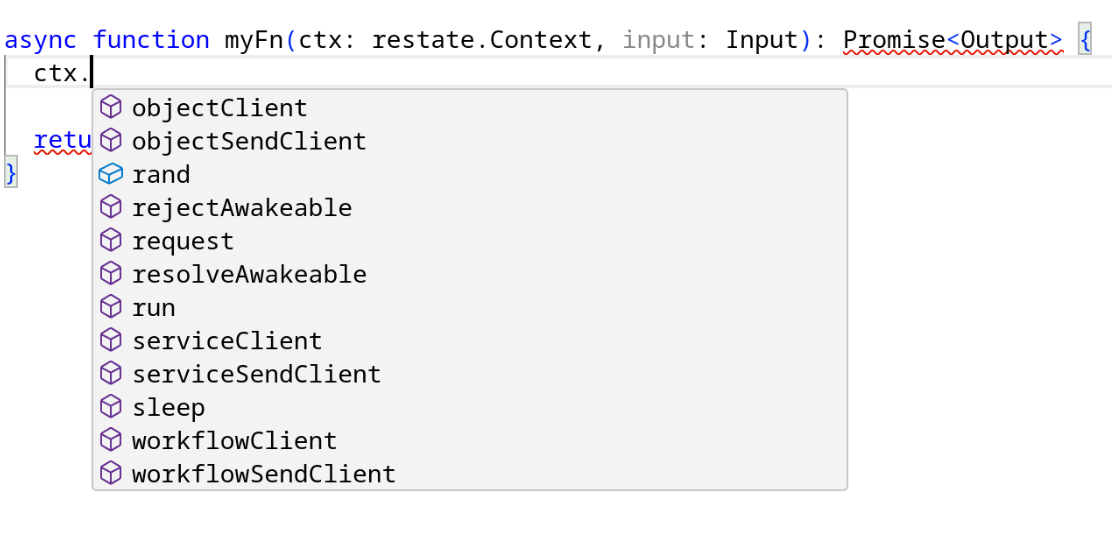 async function myFn(ctx: restate.Context, input: Input): Promise<Output> {
ctx.
objectClient
objectSendClient
retu
rand
}
rejectAwakeable
request
resolveAwakeable
run
serviceClient
serviceSendClient
sleep
workflowClient
workflowSendClient